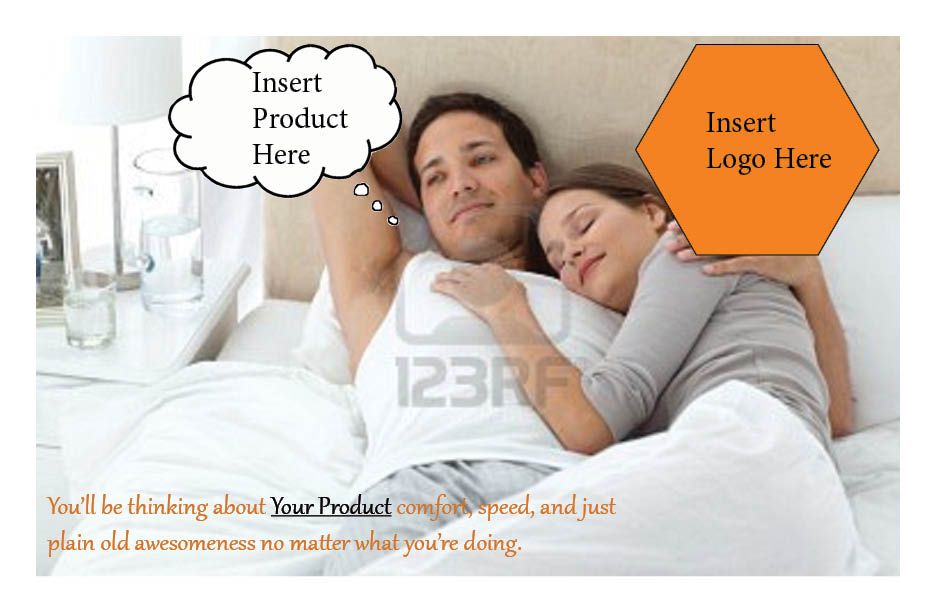 Insert
Product
Here
Insert
Logo Here
123RF
You'll be thinking about Your Product comfort, speed, and just
plain old awesomeness no matter what you're doing.